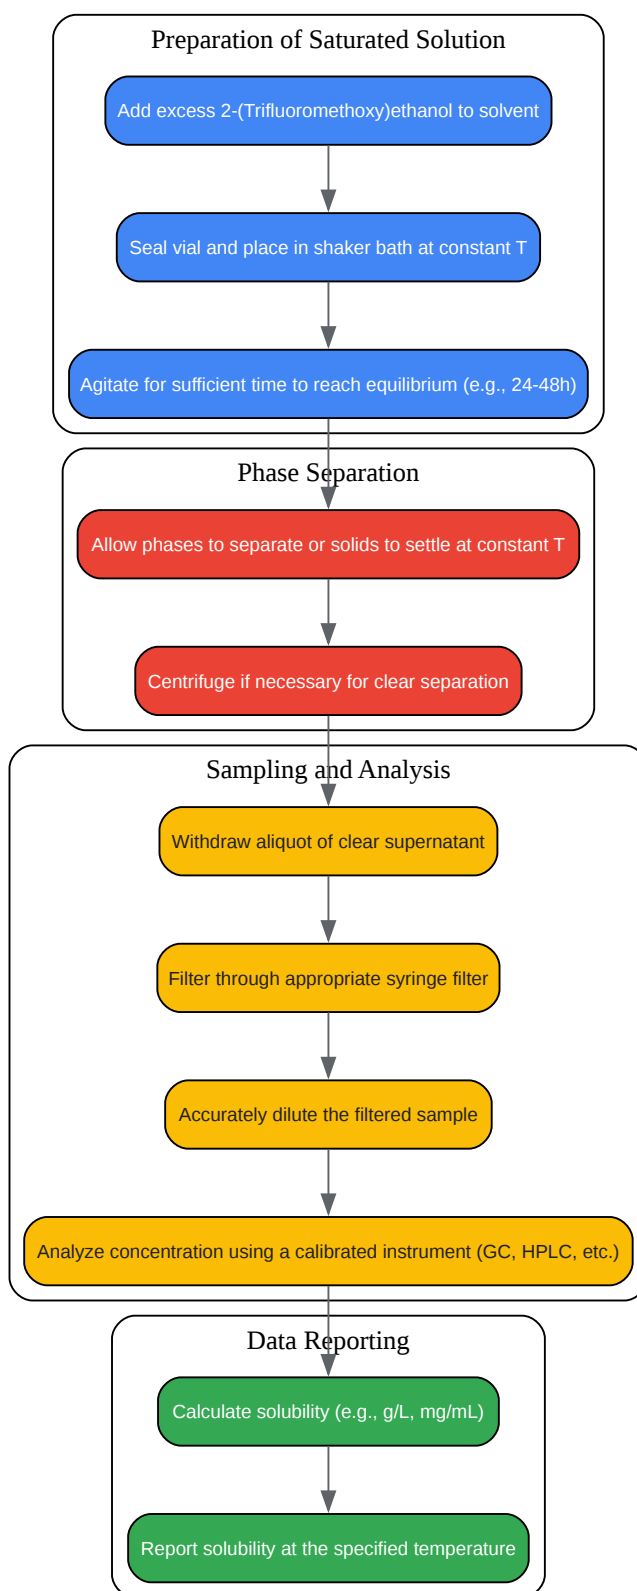 Preparation of Saturated Solution
Add excess 2-(Trifluoromethoxy)ethanol to solvent
Seal vial and place in shaker bath at constant T
Agitate for sufficient time to reach equilibrium (e.g., 24-48h)
Phase Separation
Allow phases to separate or solids to settle at constant T
Centrifuge if necessary for clear separation
Sampling and Analysis
Withdraw aliquot of clear supernatant
Filter through appropriate syringe filter
Accurately dilute the filtered sample
Analyze concentration using a calibrated instrument (GC, HPLC, etc.)
Data Reporting
Calculate solubility (e.g., g/L, mg/mL)
Report solubility at the specified temperature